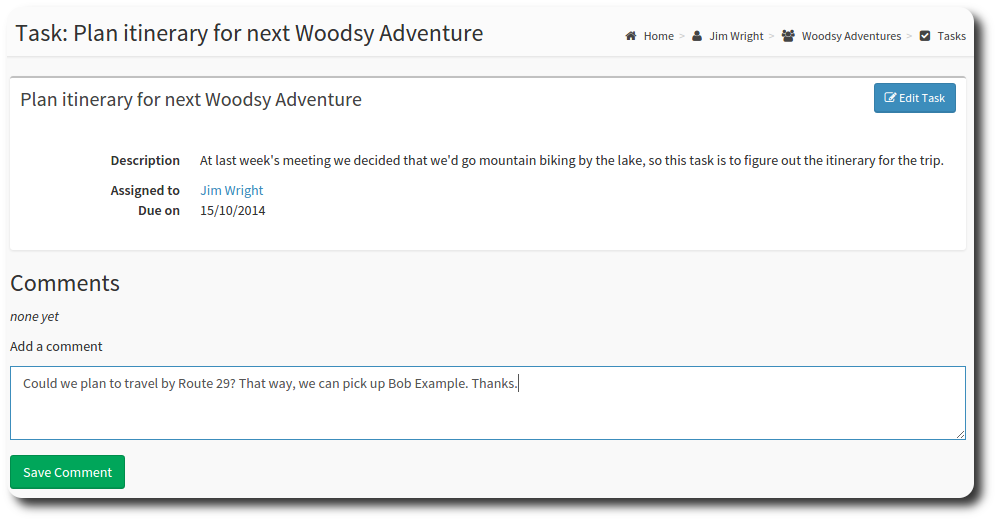 Task: Plan itinerary for next Woodsy Adventure
Home > Jim Wright > Woodsy Adventures > Tasks
Plan itinerary for next Woodsy Adventure
Edit Task
Description At last week's meeting we decided that we'd go mountain biking by the lake, so this task is to figure out the itinerary for the trip.
Assigned to Jim Wright
Due on 15/10/2014
Comments
none yet
Add a comment
Could we plan to travel by Route 29? That way, we can pick up Bob Example. Thanks.
Save Comment